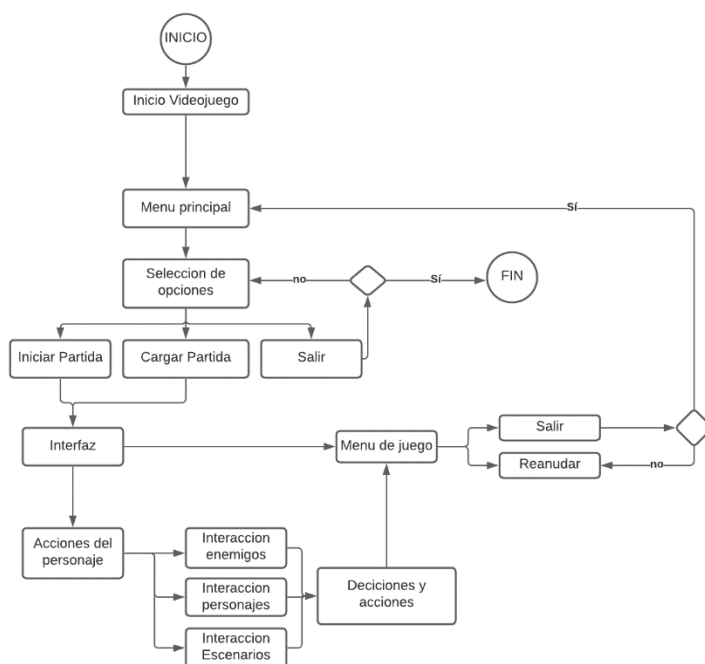 INICIO
Inicio Videojuego
Menu principal
Sí
Seleccion de
opciones
no
Sí
FIN
Iniciar Partida
Cargar Partida
Salir
Interfaz
Menu de juego
Salir
Reanudar
no
Acciones del
personaje
Interaccion
enemigos
Interaccion
personajes
Interaccion
Escenarios
Deciciones y
acciones